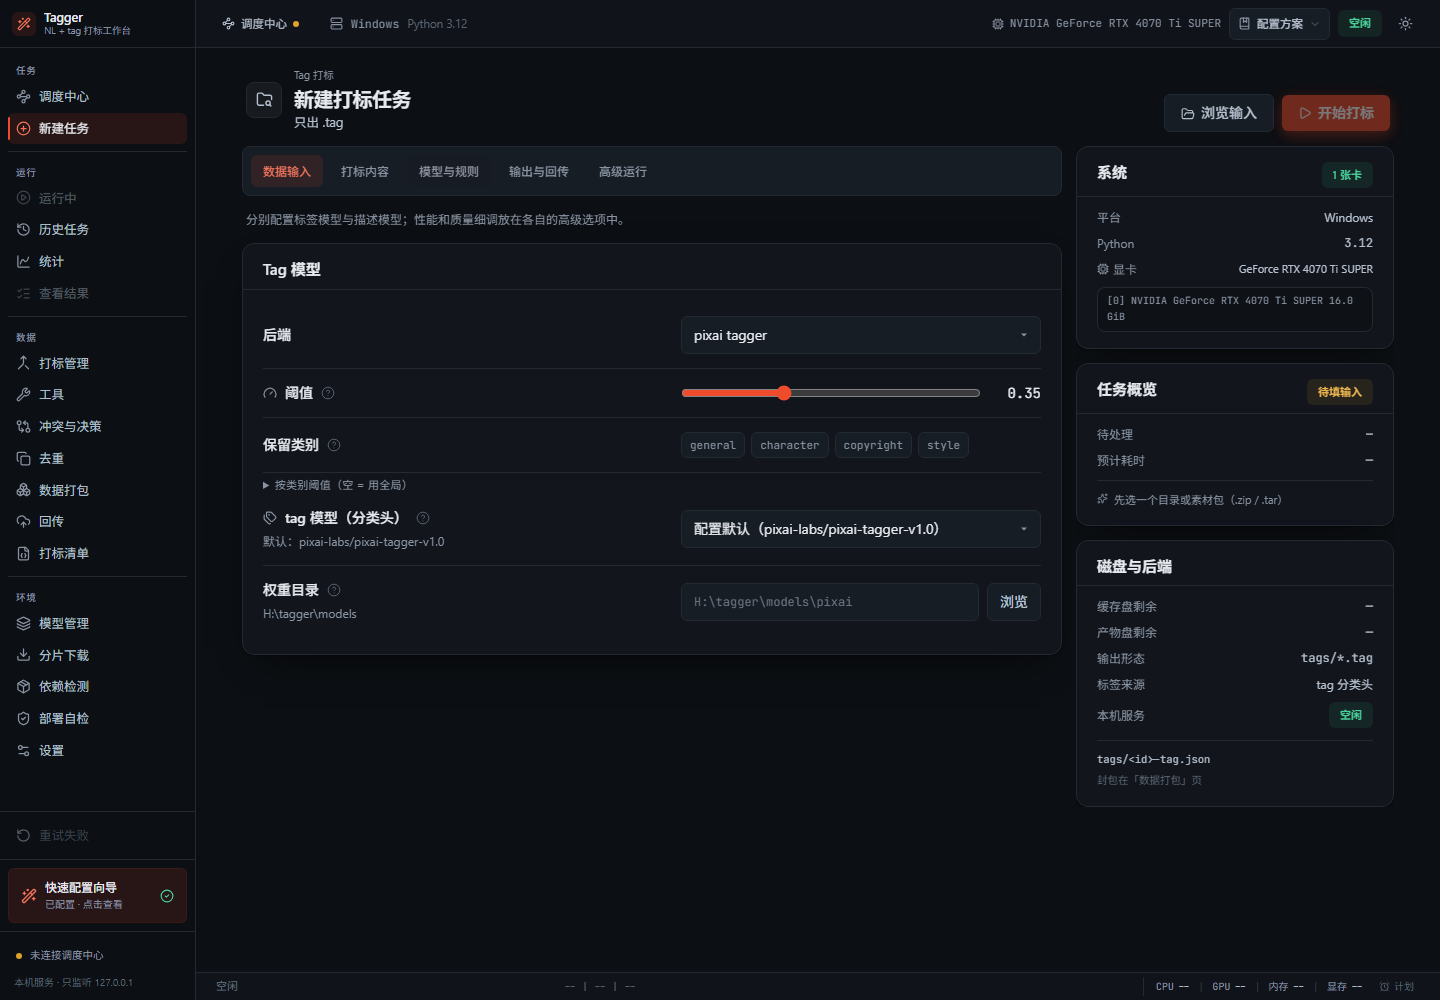 Tagger
NL + tag 打标工作台
任务
调度中心
新建任务
运行
运行中
历史任务
统计
查看结果
数据
打标管理
工具
冲突与决策
去重
数据打包
回传
打标清单
环境
模型管理
分片下载
依赖检测
部署自检
设置
重试失败
快速配置向导
已配置 · 点击查看
未连接调度中心
本机服务 · 只监听 127.0.0.1
调度中心
Windows Python 3.12
NVIDIA GeForce RTX 4070 Ti SUPER
配置方案
空闲
Tag 打标
新建打标任务
只出 .tag
浏览输入
开始打标
数据输入
打标内容
模型与规则
输出与回传
高级运行
分别配置标签模型与描述模型；性能和质量细调放在各自的高级选项中。
Tag 模型
后端
pixai tagger
阈值
0.35
保留类别
general
character
copyright
style
按类别阈值（空 = 用全局）
tag 模型（分类头）
默认：pixai-labs/pixai-tagger-v1.0
配置默认（pixai-labs/pixai-tagger-v1.0）
权重目录
H:\tagger\models
H:\tagger\models\pixai
浏览
系统
1 张卡
平台
Windows
Python
3.12
显卡
GeForce RTX 4070 Ti SUPER
[0] NVIDIA GeForce RTX 4070 Ti SUPER 16.0
GiB
任务概览
待填输入
待处理
—
预计耗时
—
先选一个目录或素材包（.zip / .tar）
磁盘与后端
缓存盘剩余
—
产物盘剩余
—
输出形态
tags/*.tag
标签来源
tag 分类头
本机服务
空闲
tags/<id>—tag.json
封包在「数据打包」页
空闲
—— | —— | ——
CPU ——
GPU ——
内存 ——
显存 ——
计划